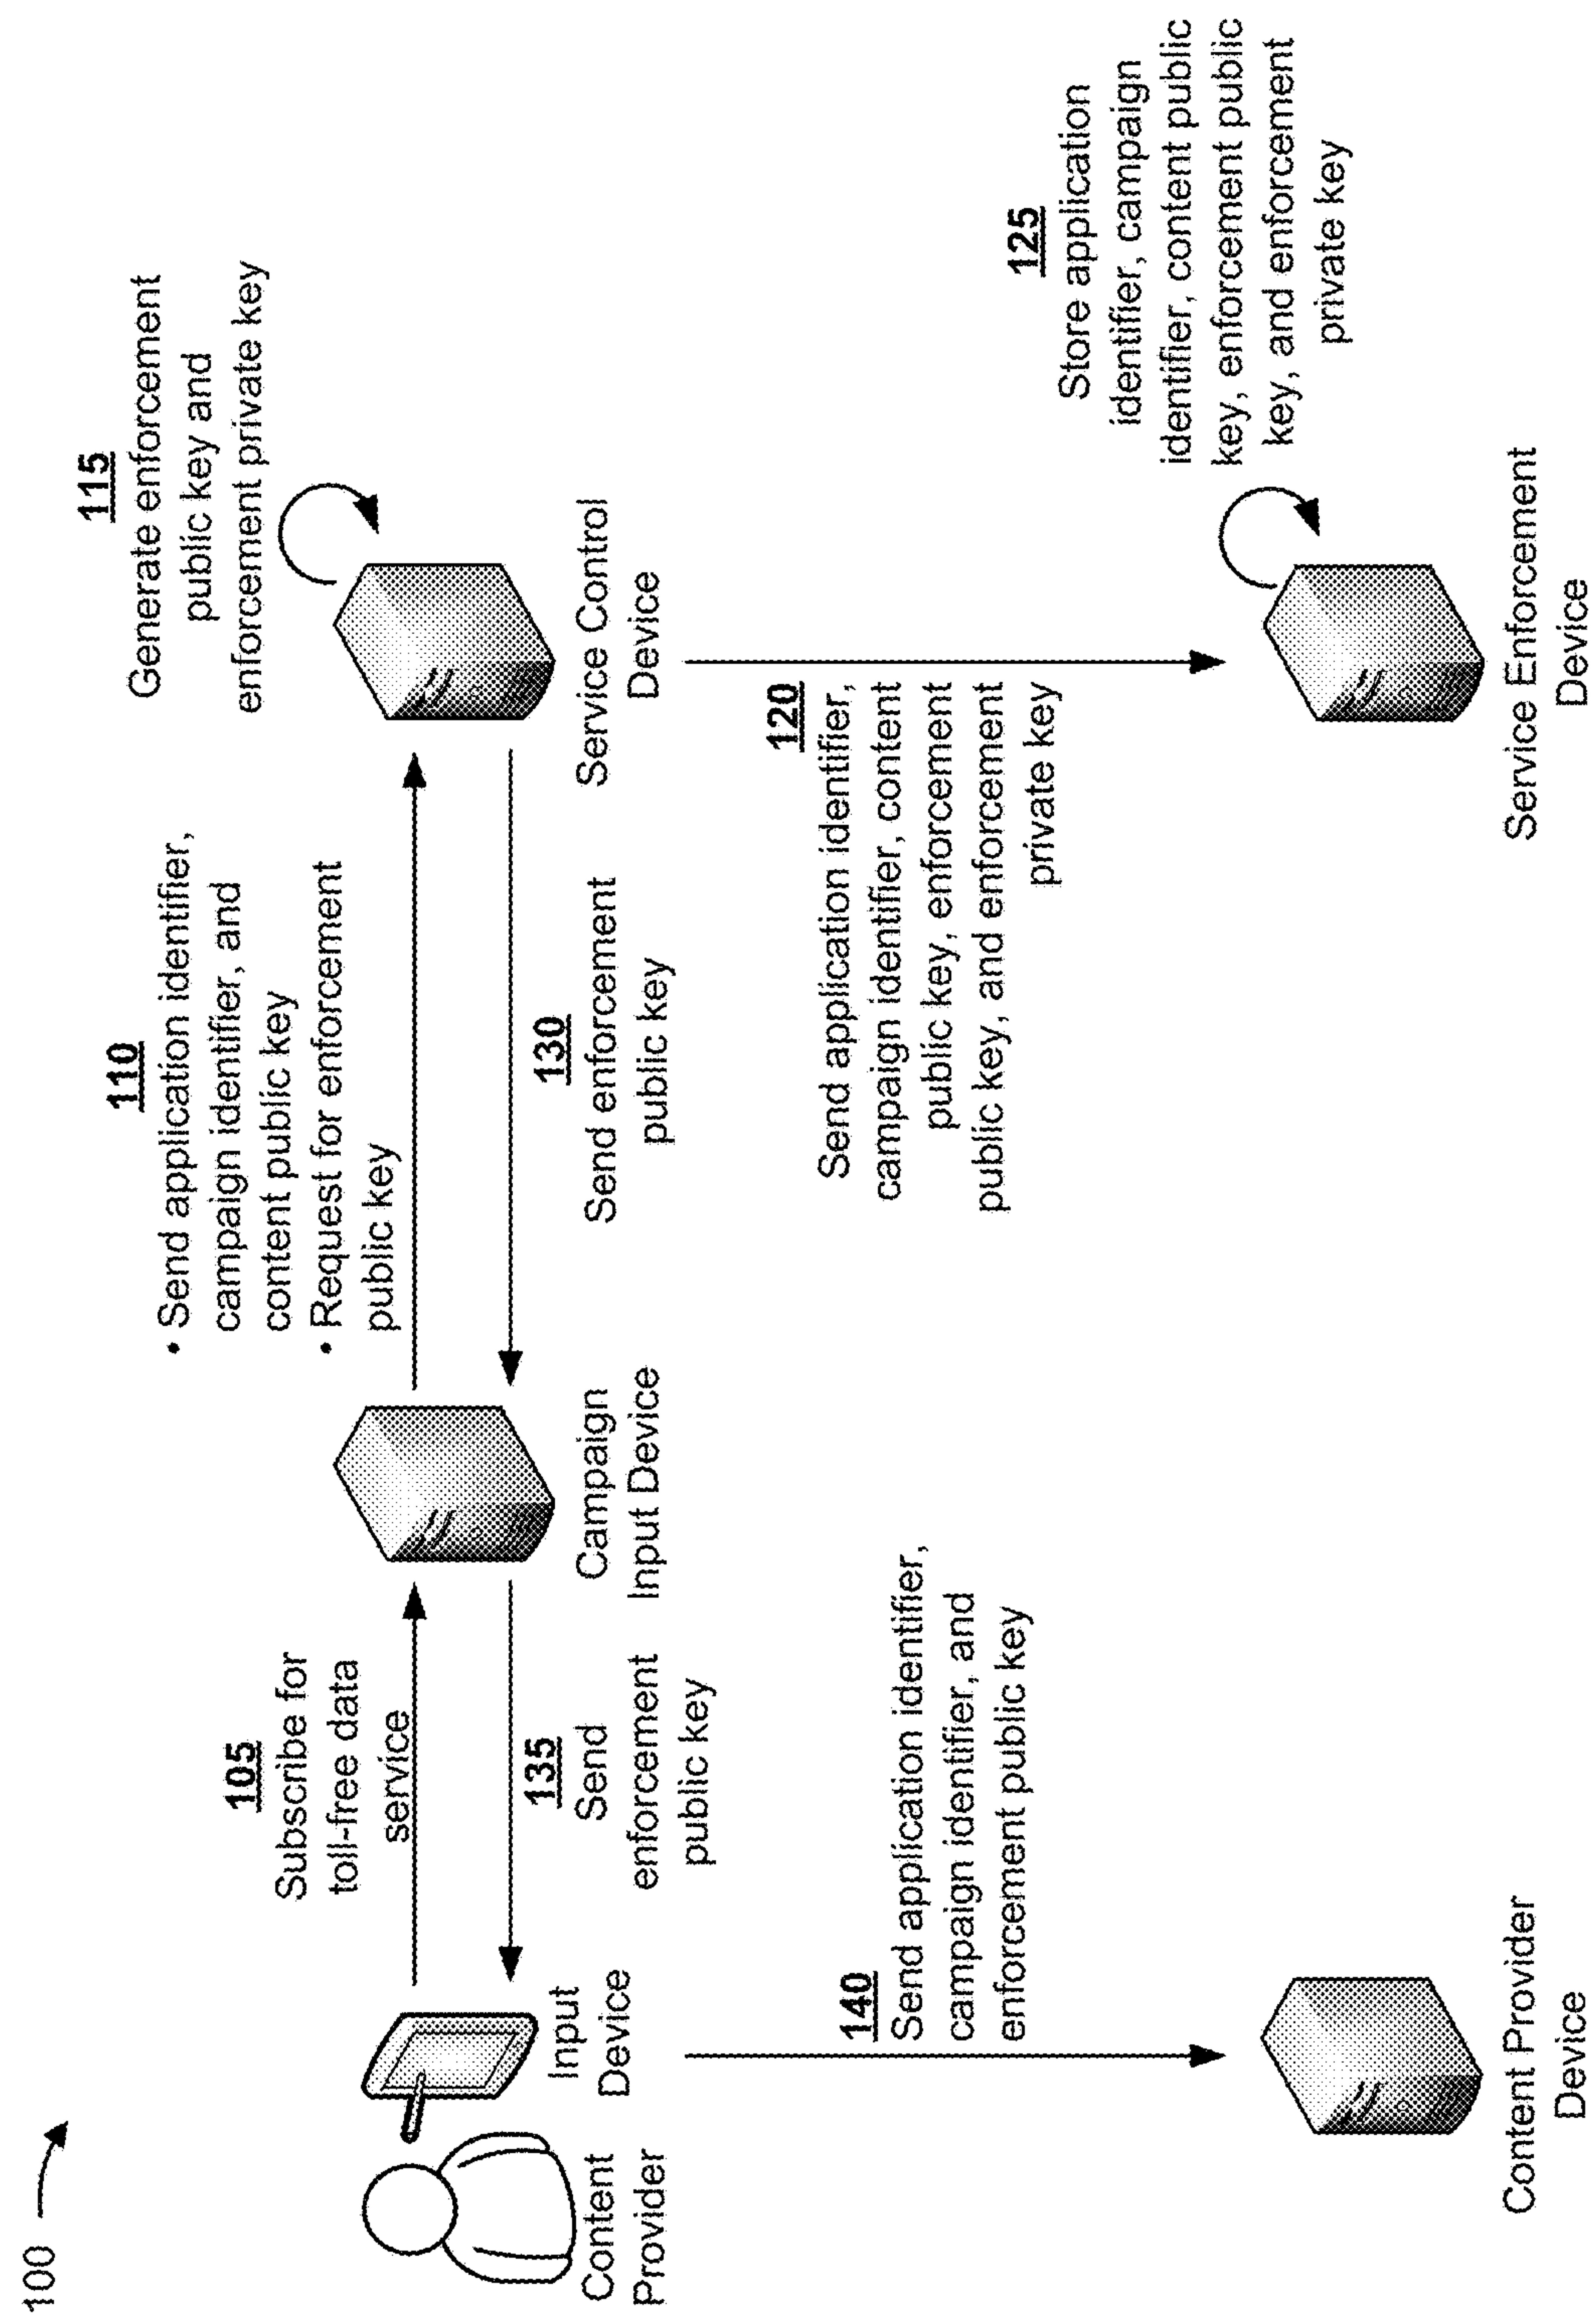 100
105
Subscribe for
toll-free data
service
110
• Send application identifier,
campaign identifier, and
content public key
• Request for enforcement
public key
115
Generate enforcement
public key and
enforcement private key
Content
Provider
Input
Device
135
Send
enforcement
public key
Campaign
Input Device
130
Send enforcement
public key
Service Control
Device
140
Send application identifier,
campaign identifier, and
enforcement public key
120
Send application identifier,
campaign identifier, content
public key, enforcement
public key, and enforcement
private key
125
Store application
identifier, campaign
identifier, content public
key, enforcement public
key, and enforcement
private key
Content Provider
Device
Service Enforcement
Device